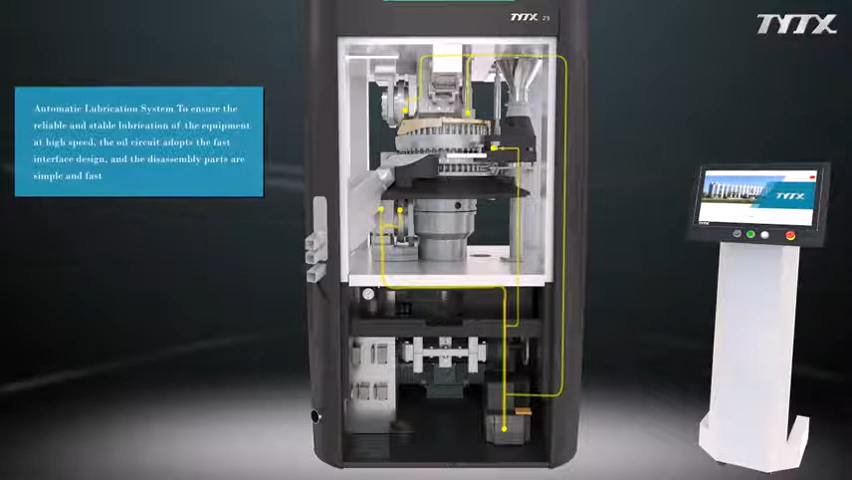 TYTX 25
TYTX
Automatic Lubrication System To ensure the
reliable and stable lubrication of the equipment
at high speed, the oil circuit adopts the fast
interface design, and the disassembly parts are
simple and fast
TYTX